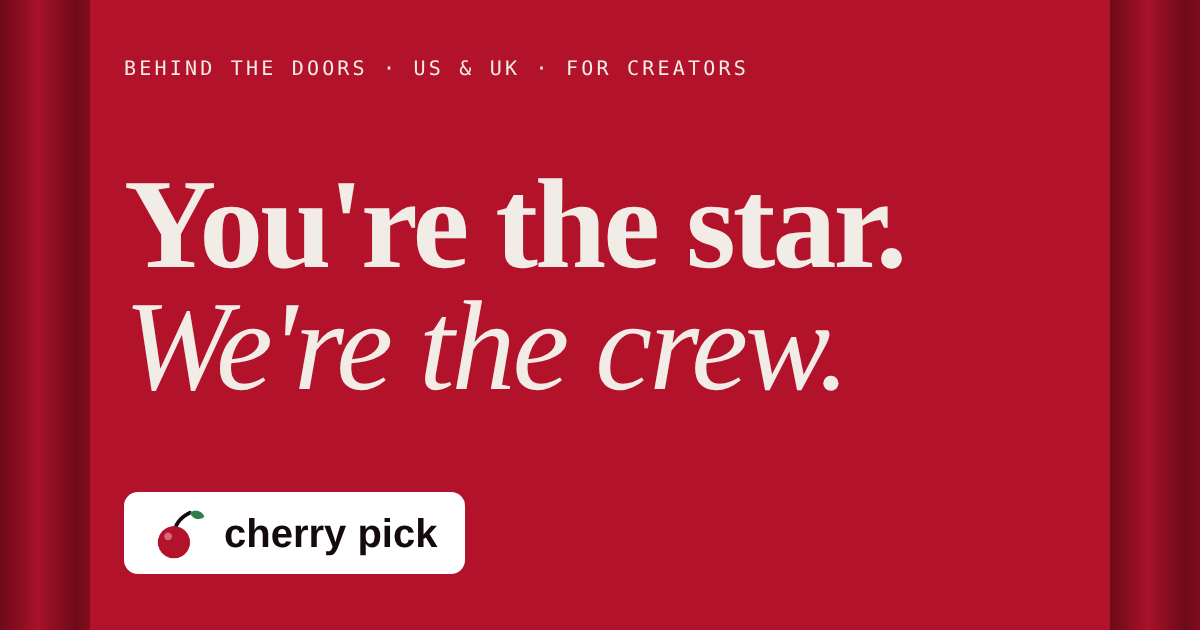 BEHIND THE DOORS · US & UK · FOR CREATORS
You're the star.
We're the crew.
cherry pick